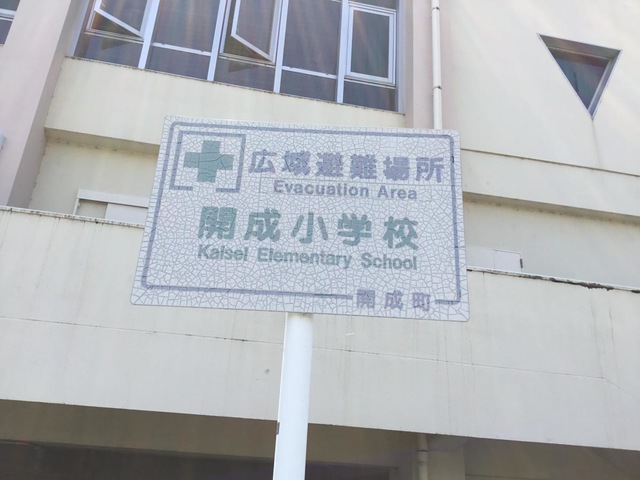 広域避難場所
Evacuation Area
開成小学校
Kaisei Elementary School
開成町